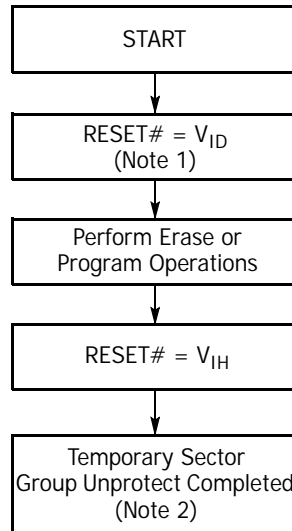 START
RESET# = V_ID
(Note 1)
Perform Erase or
Program Operations
RESET# = V_IH
Temporary Sector
Group Unprotect Completed
(Note 2)